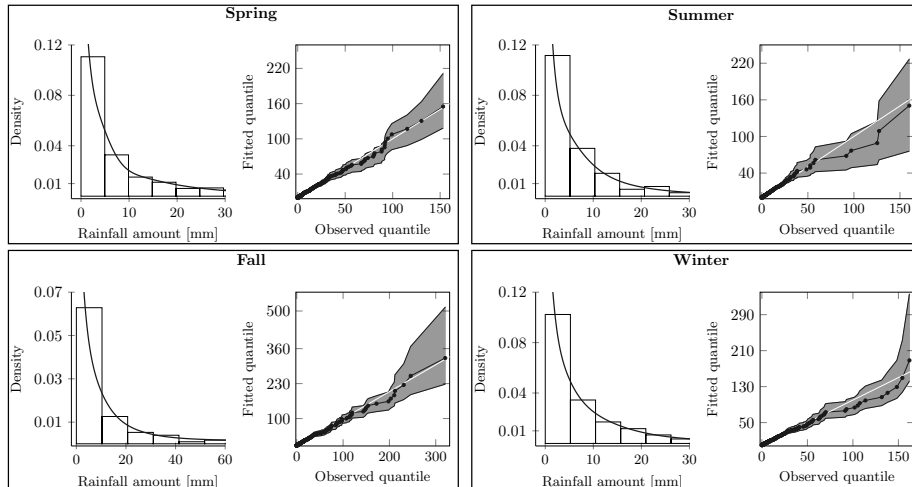 Spring
0.12
0.08
0.04
0.01
Density
0 10 20 30
Rainfall amount [mm]
220
160
100
40
Fitted quantile
0 50 100 150
Observed quantile
Summer
0.12
0.08
0.04
0.01
Density
0 10 20 30
Rainfall amount [mm]
220
160
100
40
Fitted quantile
0 50 100 150
Observed quantile
Fall
0.07
0.05
0.03
0.01
Density
0 20 40 60
Rainfall amount [mm]
500
360
230
100
Fitted quantile
0 100 200 300
Observed quantile
Winter
0.12
0.08
0.04
0.01
Density
0 10 20 30
Rainfall amount [mm]
290
210
130
50
Fitted quantile
0 50 100 150
Observed quantile